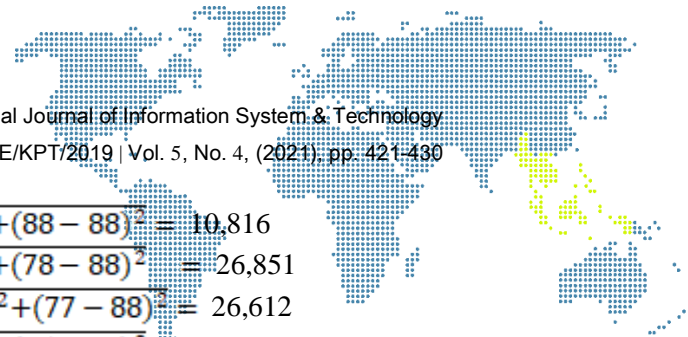 al Journal of Information System & Technology
E/KPT/2019 | Vol. 5, No. 4, (2021), pp. 421-430
+(88 − 88)² = 10,816
+(78 − 88)² = 26,851
²+(77 − 88)² = 26,612